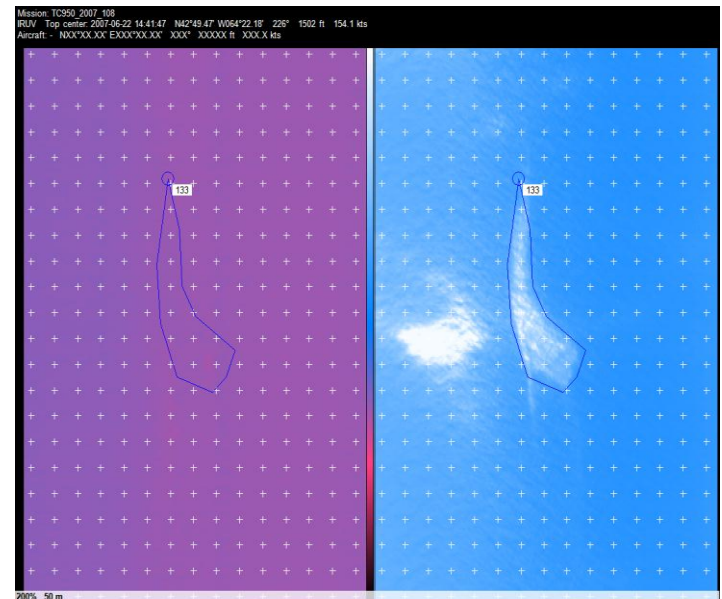 Mission: TC950_2007_108
IRUV Top center: 2007-06-22 14:41:47 N42°49.47' W064°22.18' 226° 1502 ft 154.1 kts
Aircraft: - NXX°XX.XX' EXXX°XX.XX' XXX° XXXXX ft XXX.X kts
133
133
200% 50 m